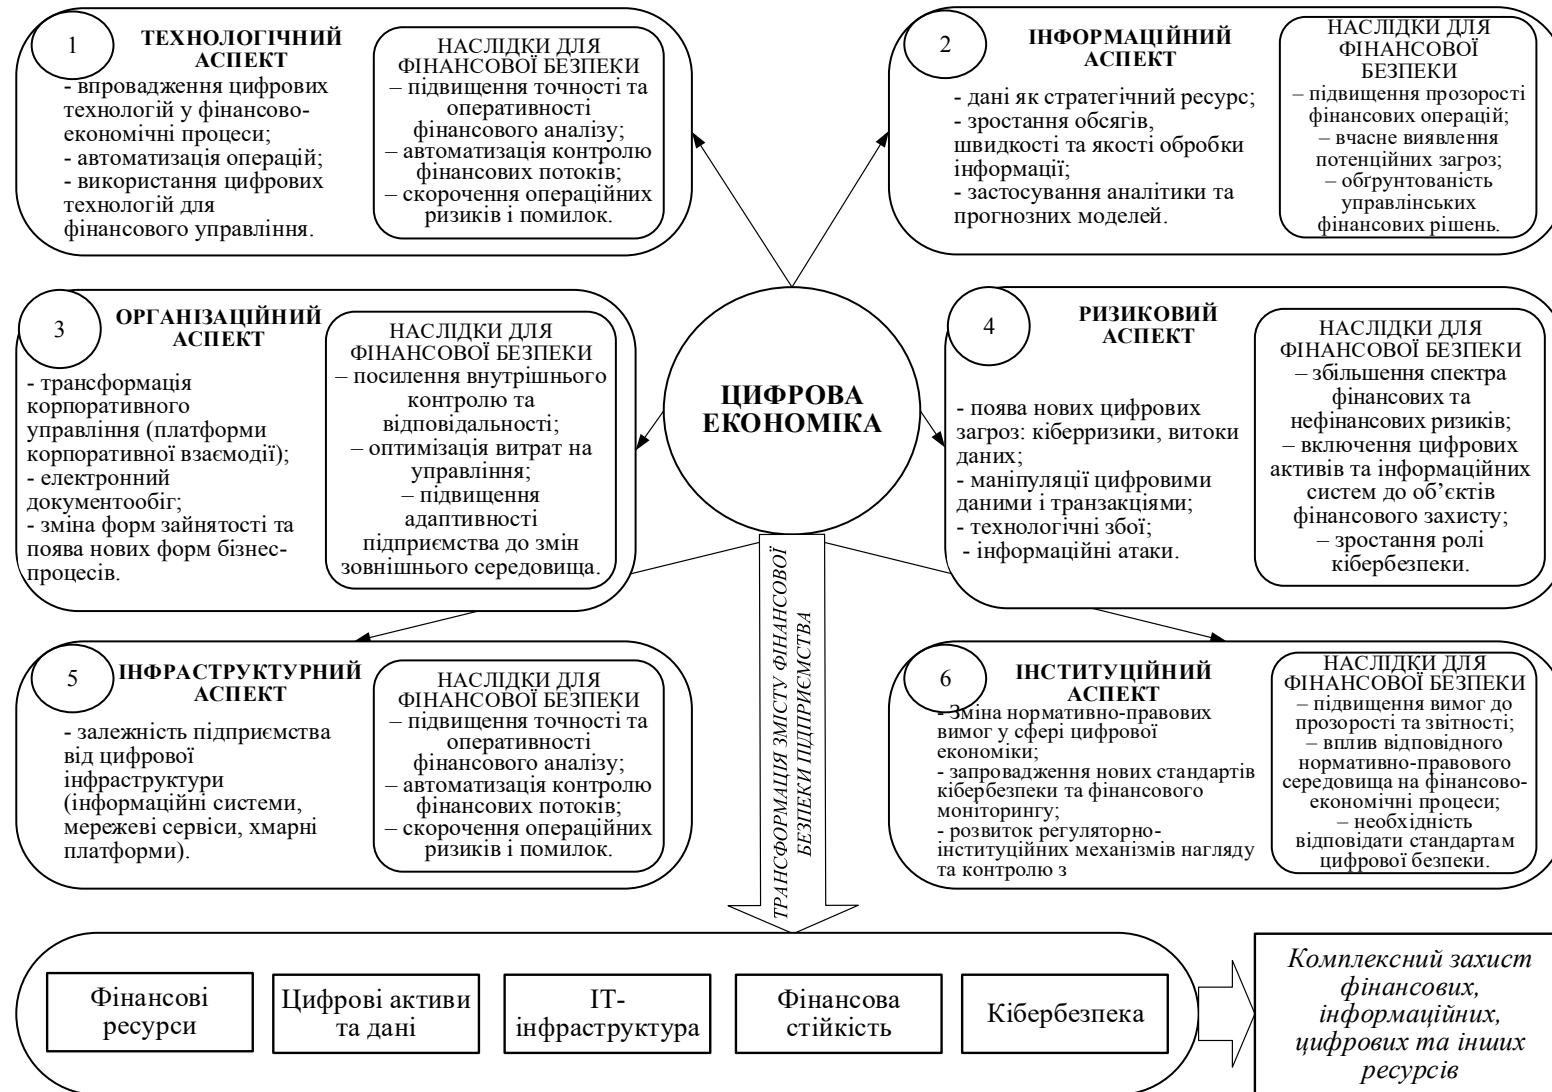 1
ТЕХНОЛОГІЧНИЙ
АСПЕКТ
- впровадження цифрових
технологій у фінансово-
економічні процеси;
- автоматизація операцій;
- використання цифрових
технологій для
фінансового управління.
НАСЛІДКИ ДЛЯ
ФІНАНСОВОЇ БЕЗПЕКИ
– підвищення точності та
оперативності
фінансового аналізу;
– автоматизація контролю
фінансових потоків;
– скорочення операційних
ризиків і помилок.
2
ІНФОРМАЦІЙНИЙ
АСПЕКТ
- дані як стратегічний ресурс;
- зростання обсягів,
швидкості та якості обробки
інформації;
- застосування аналітики та
прогнозних моделей.
НАСЛІДКИ ДЛЯ
ФІНАНСОВОЇ
БЕЗПЕКИ
– підвищення прозорості
фінансових операцій;
– вчасне виявлення
потенційних загроз;
– обґрунтованість
управлінських
фінансових рішень.
3
ОРГАНІЗАЦІЙНИЙ
АСПЕКТ
- трансформація
корпоративного
управління (платформи
корпоративної взаємодії);
- електронний
документообіг;
- зміна форм зайнятості та
поява нових форм бізнес-
процесів.
НАСЛІДКИ ДЛЯ
ФІНАНСОВОЇ БЕЗПЕКИ
– посилення внутрішнього
контролю та
відповідальності;
– оптимізація витрат на
управління;
– підвищення
адаптивності
підприємства до змін
зовнішнього середовища.
ЦИФРОВА
ЕКОНОМІКА
4
РИЗИКОВИЙ
АСПЕКТ
- поява нових цифрових
загроз: кіберризики, витоки
даних;
- маніпуляції цифровими
даними і транзакціями;
- технологічні збої;
- інформаційні атаки.
НАСЛІДКИ ДЛЯ
ФІНАНСОВОЇ БЕЗПЕКИ
– збільшення спектра
фінансових та
нефінансових ризиків;
– включення цифрових
активів та інформаційних
систем до об’єктів
фінансового захисту;
– зростання ролі
кібербезпеки.
5
ІНФРАСТРУКТУРНИЙ
АСПЕКТ
- залежність підприємства
від цифрової
інфраструктури
(інформаційні системи,
мережеві сервіси, хмарні
платформи).
НАСЛІДКИ ДЛЯ
ФІНАНСОВОЇ БЕЗПЕКИ
– підвищення точності та
оперативності
фінансового аналізу;
– автоматизація контролю
фінансових потоків;
– скорочення операційних
ризиків і помилок.
ТРАНСФОРМАЦІЯ ЗМІСТУ ФІНАНСОВОЇ
БЕЗПЕКИ ПІДПРИЄМСТВА
6
ІНСТИТУЦІЙНИЙ
АСПЕКТ
- Зміна нормативно-правових
вимог у сфері цифрової
економіки;
- запровадження нових стандартів
кібербезпеки та фінансового
моніторингу;
- розвиток регуляторно-
інституційних механізмів нагляду
та контролю з
НАСЛІДКИ ДЛЯ
ФІНАНСОВОЇ БЕЗПЕКИ
– підвищення вимог до
прозорості та звітності;
– вплив відповідного
нормативно-правового
середовища на фінансово-
економічні процеси;
– необхідність
відповідати стандартам
цифрової безпеки.
Фінансові
ресурси
Цифрові активи
та дані
ІТ-
інфраструктура
Фінансова
стійкість
Кібербезпека
Комплексний захист
фінансових,
інформаційних,
цифрових та інших
ресурсів